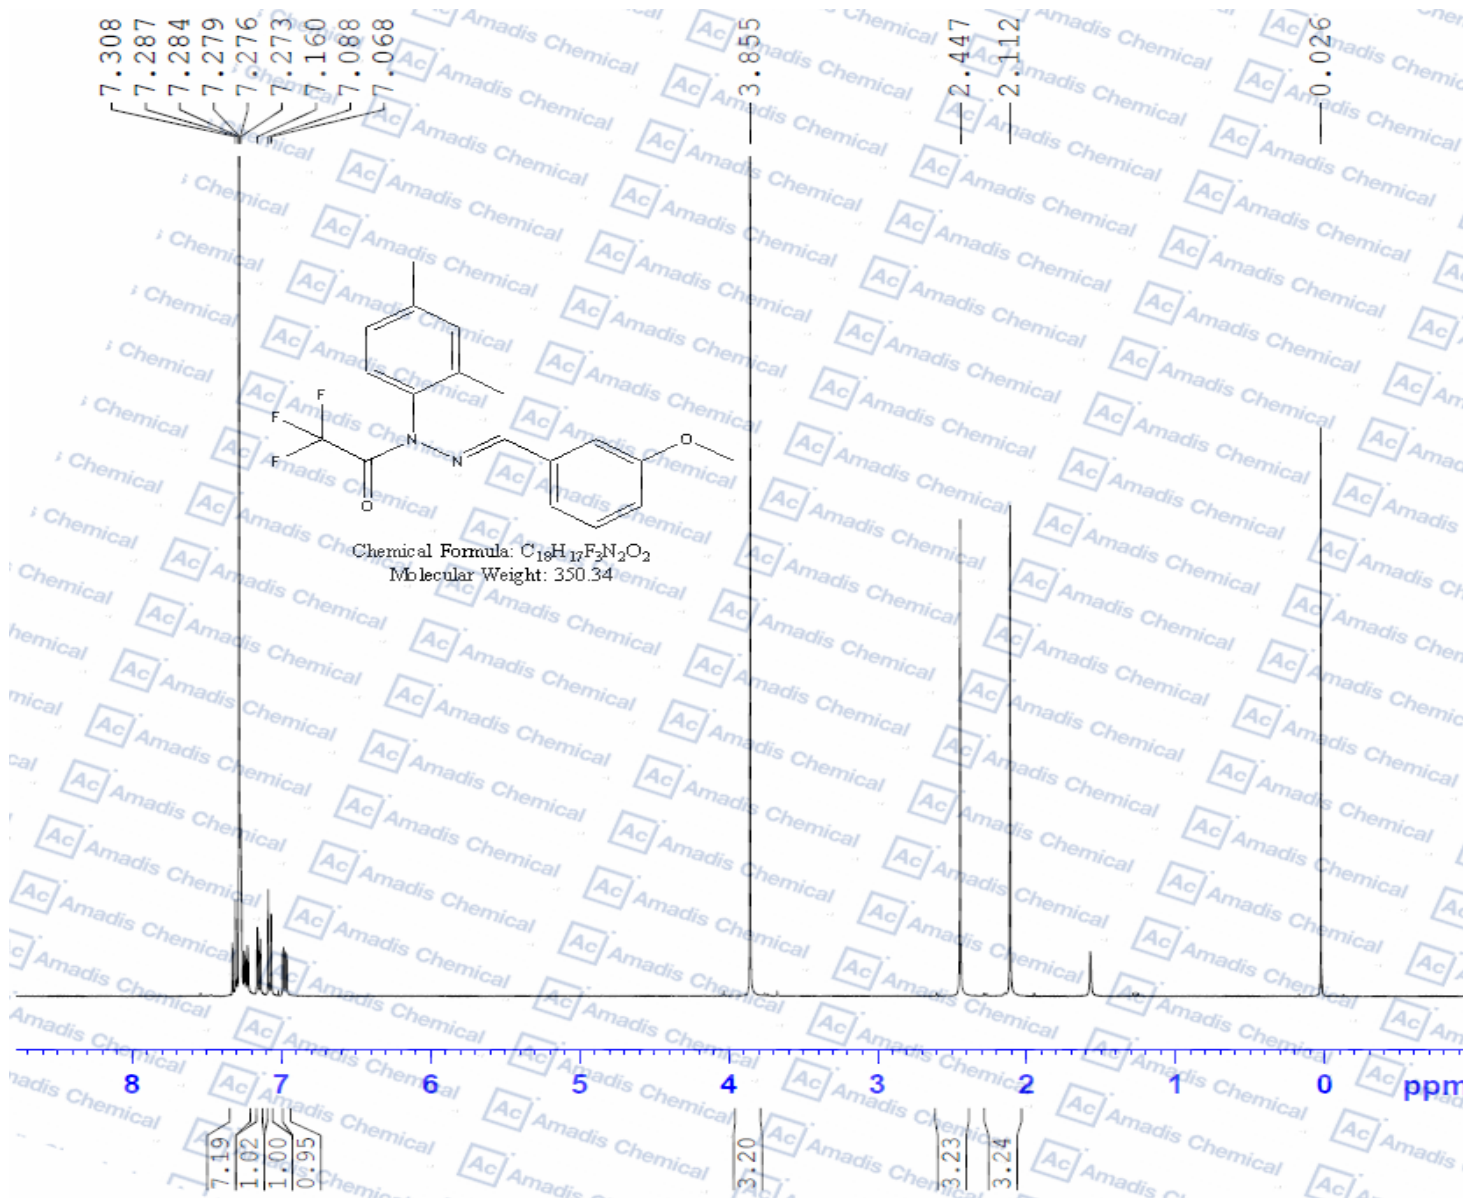 7.308
7.287
7.284
7.279
7.276
7.273
7.160
7.088
7.068
3.855
2.447
2.112
0.026
F
F
F
O
N
N
O
Chemical Formula: C18H17F3N2O2
Molecular Weight: 350.34
8 7 6 5 4 3 2 1 0 ppm
7.19
1.02
1.00
0.95
3.20
3.23
3.24
Ac Amadis Chemical